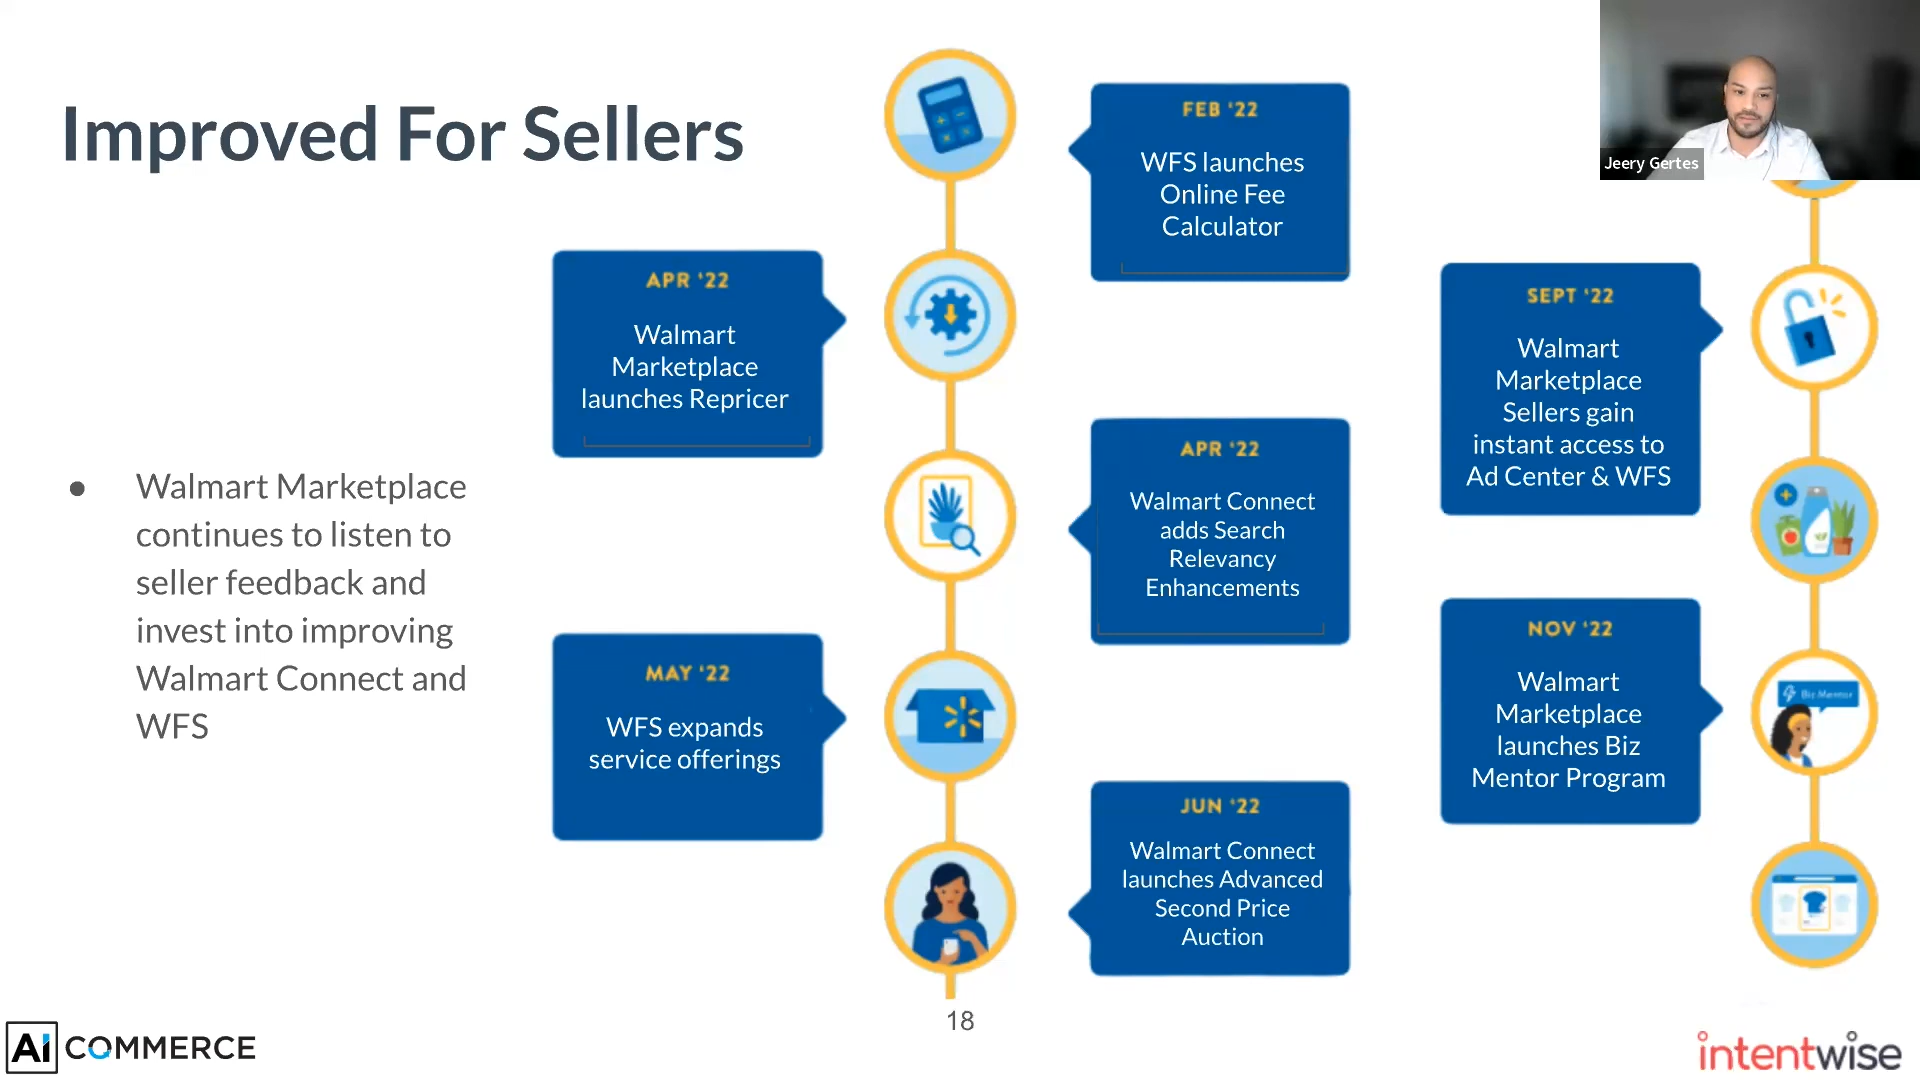 Improved For Sellers
Walmart Marketplace
continues to listen to
seller feedback and
invest into improving
Walmart Connect and
WFS
FEB ‘22
WFS launches
Online Fee
Calculator
APR ‘22
Walmart
Marketplace
launches Repricer
APR ‘22
Walmart Connect
adds Search
Relevancy
Enhancements
MAY ‘22
WFS expands
service offerings
JUN ‘22
Walmart Connect
launches Advanced
Second Price
Auction
SEPT ‘22
Walmart
Marketplace
Sellers gain
instant access to
Ad Center & WFS
NOV ‘22
Walmart
Marketplace
launches Biz
Mentor Program
Biz Mentor
Jeery Gertes
18
Ai COMMERCE
intentwise